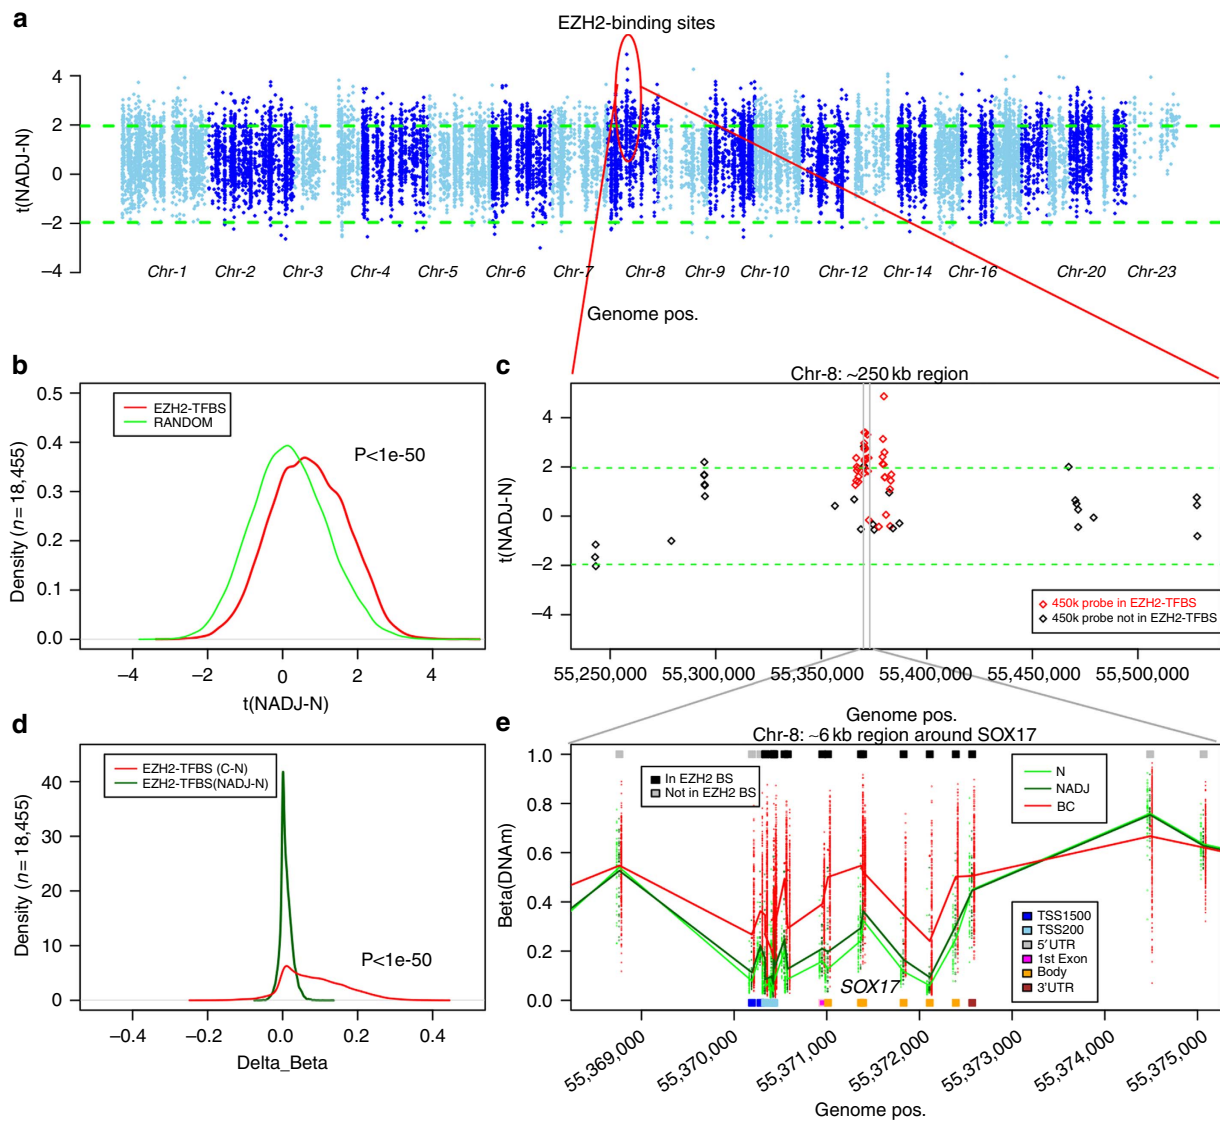 a
EZH2-binding sites
t(NADJ-N)
4
2
0
−2
−4
Chr-1 Chr-2 Chr-3 Chr-4 Chr-5 Chr-6 Chr-7 Chr-8 Chr-9 Chr-10 Chr-12 Chr-14 Chr-16 Chr-20 Chr-23
Genome pos.
b
Density (n = 18,455)
0.5
0.4
0.3
0.2
0.1
0.0
EZH2-TFBS
RANDOM
P<1e-50
−4 −2 0 2 4
t(NADJ-N)
c
Chr-8: ~250 kb region
t(NADJ-N)
4
2
0
−2
−4
450k probe in EZH2-TFBS
450k probe not in EZH2-TFBS
55,250,000 55,300,000 55,350,000 55,400,000 55,450,000 55,500,000
Genome pos.
d
Density (n = 18,455)
40
30
20
10
0
EZH2-TFBS (C-N)
EZH2-TFBS(NADJ-N)
P<1e-50
−0.4 −0.2 0.0 0.2 0.4
Delta_Beta
e
Chr-8: ~6 kb region around SOX17
Beta(DNAm)
1.0
0.8
0.6
0.4
0.2
0.0
In EZH2 BS
Not in EZH2 BS
N
NADJ
BC
TSS1500
TSS200
5′UTR
1st Exon
Body
3′UTR
SOX17
55,369,000 55,370,000 55,371,000 55,372,000 55,373,000 55,374,000 55,375,000
Genome pos.